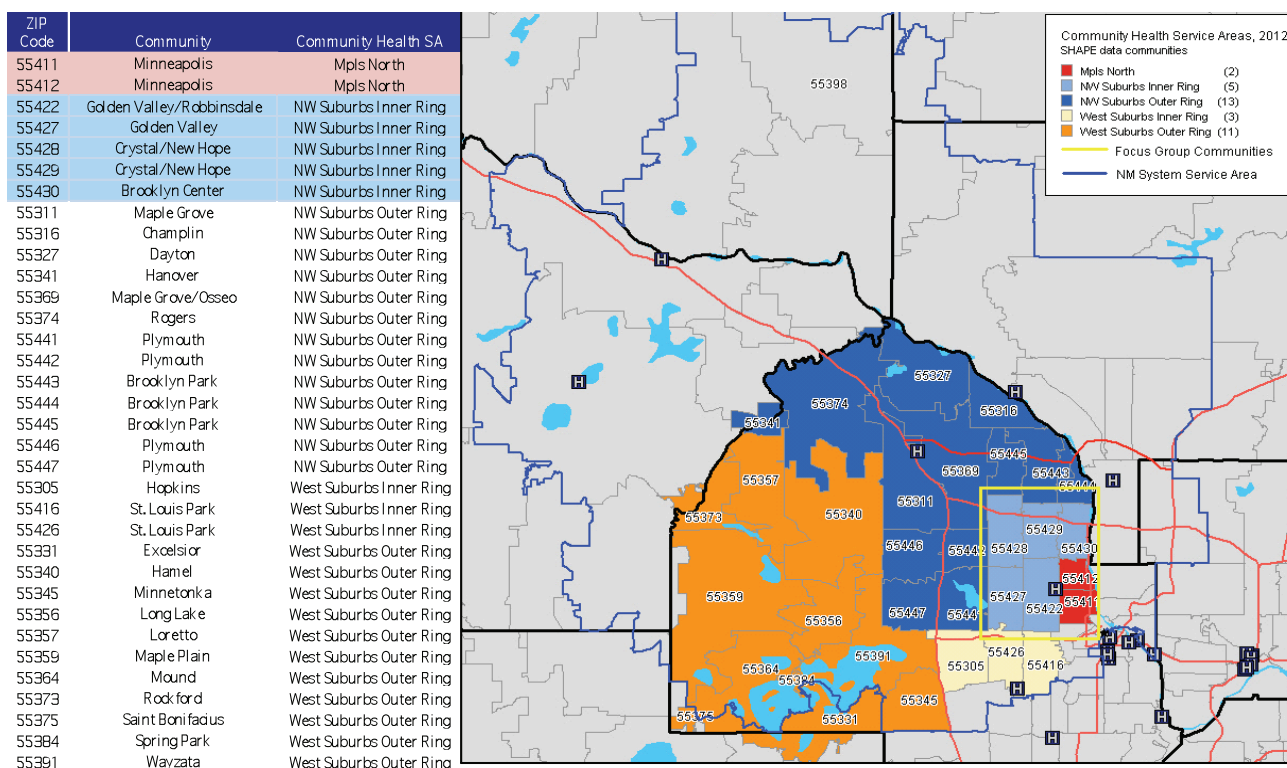 ZIP Code Community Community Health SA
55411 Minneapolis Mpls North
55412 Minneapolis Mpls North
55422 Golden Valley/Robbinsdale NW Suburbs Inner Ring
55427 Golden Valley NW Suburbs Inner Ring
55428 Crystal/New Hope NW Suburbs Inner Ring
55429 Crystal/New Hope NW Suburbs Inner Ring
55430 Brooklyn Center NW Suburbs Inner Ring
55311 Maple Grove NW Suburbs Outer Ring
55316 Champlin NW Suburbs Outer Ring
55327 Dayton NW Suburbs Outer Ring
55341 Hanover NW Suburbs Outer Ring
55369 Maple Grove/Osseo NW Suburbs Outer Ring
55374 Rogers NW Suburbs Outer Ring
55441 Plymouth NW Suburbs Outer Ring
55442 Plymouth NW Suburbs Outer Ring
55443 Brooklyn Park NW Suburbs Outer Ring
55444 Brooklyn Park NW Suburbs Outer Ring
55445 Brooklyn Park NW Suburbs Outer Ring
55446 Plymouth NW Suburbs Outer Ring
55447 Plymouth NW Suburbs Outer Ring
55305 Hopkins West Suburbs Inner Ring
55416 St. Louis Park West Suburbs Inner Ring
55426 St. Louis Park West Suburbs Inner Ring
55331 Excelsior West Suburbs Outer Ring
55340 Hamel West Suburbs Outer Ring
55345 Minnetonka West Suburbs Outer Ring
55356 Long Lake West Suburbs Outer Ring
55357 Loretto West Suburbs Outer Ring
55359 Maple Plain West Suburbs Outer Ring
55364 Mound West Suburbs Outer Ring
55373 Rockford West Suburbs Outer Ring
55375 Saint Bonifacius West Suburbs Outer Ring
55384 Spring Park West Suburbs Outer Ring
55391 Wayzata West Suburbs Outer Ring
Community Health Service Areas, 2012
SHAPE data communities
Mpls North (2)
NW Suburbs Inner Ring (5)
NW Suburbs Outer Ring (13)
West Suburbs Inner Ring (3)
West Suburbs Outer Ring (11)
Focus Group Communities
NM System Service Area
55398
H
55327
H
H
55374
55316
55341
H
55445
55369
55443
55357
H
55444
55311
55340
55373
55429
55446
55442
55428
55430
55412
H
55359
55427
55411
55447
55441
55422
55356
H
H
H
55391
55426
H
55364
55305
55416
55384
H
55345
55375
55331
H
H